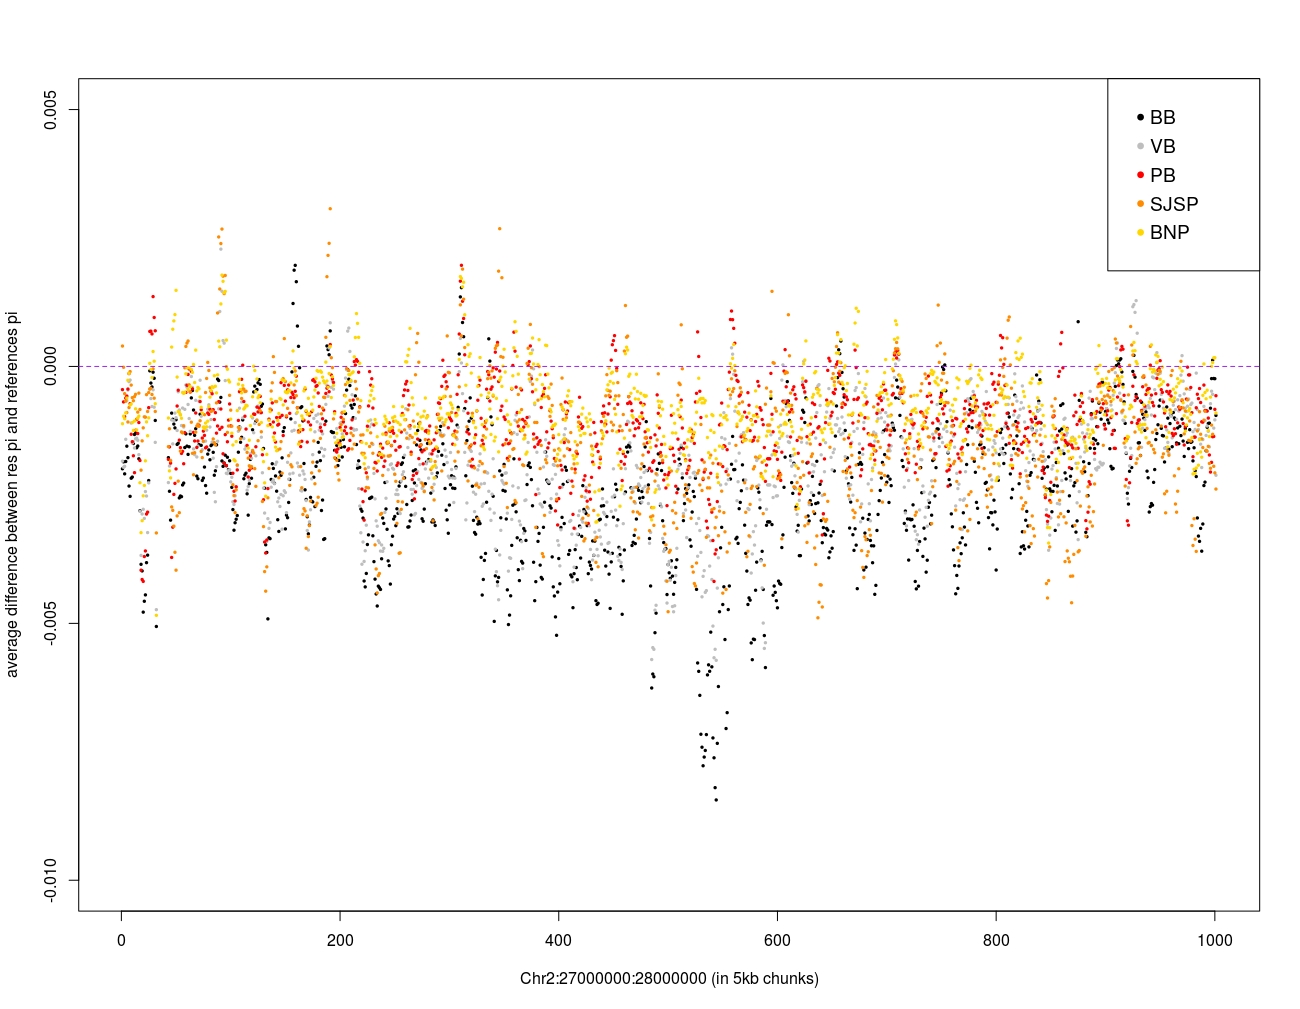 0.005
0.000
-0.005
-0.010
average difference between res pi and references pi
BB
VB
PB
SJSP
BNP
0 200 400 600 800 1000
Chr2:27000000:28000000 (in 5kb chunks)